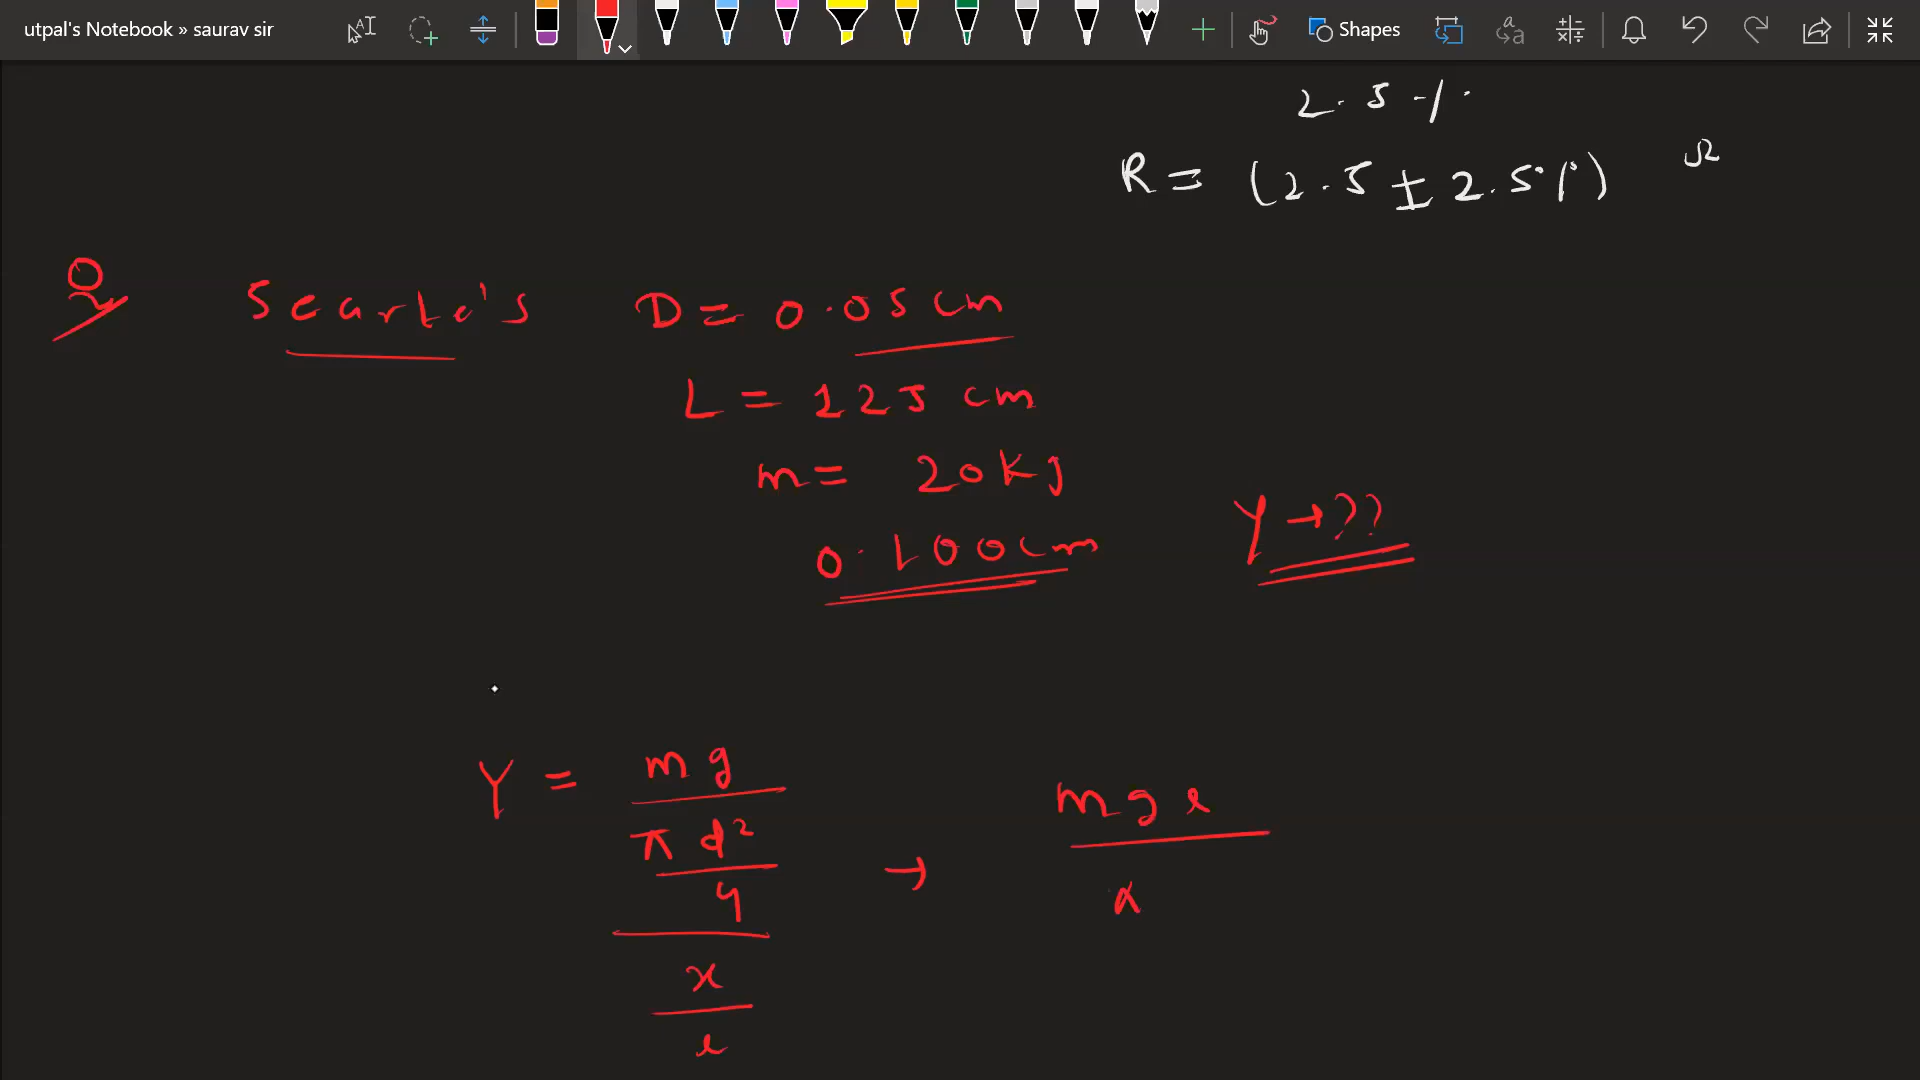 utpal's Notebook » saurav sir
Shapes
2.5 %
R = (2.5 ± 2.5%) Ω
Q Searle's D = 0.05 cm
L = 125 cm
m = 20 kg
0.100 cm
Y → ??
Y = mg / (πd² / 4) / (x / l) → mgl / x